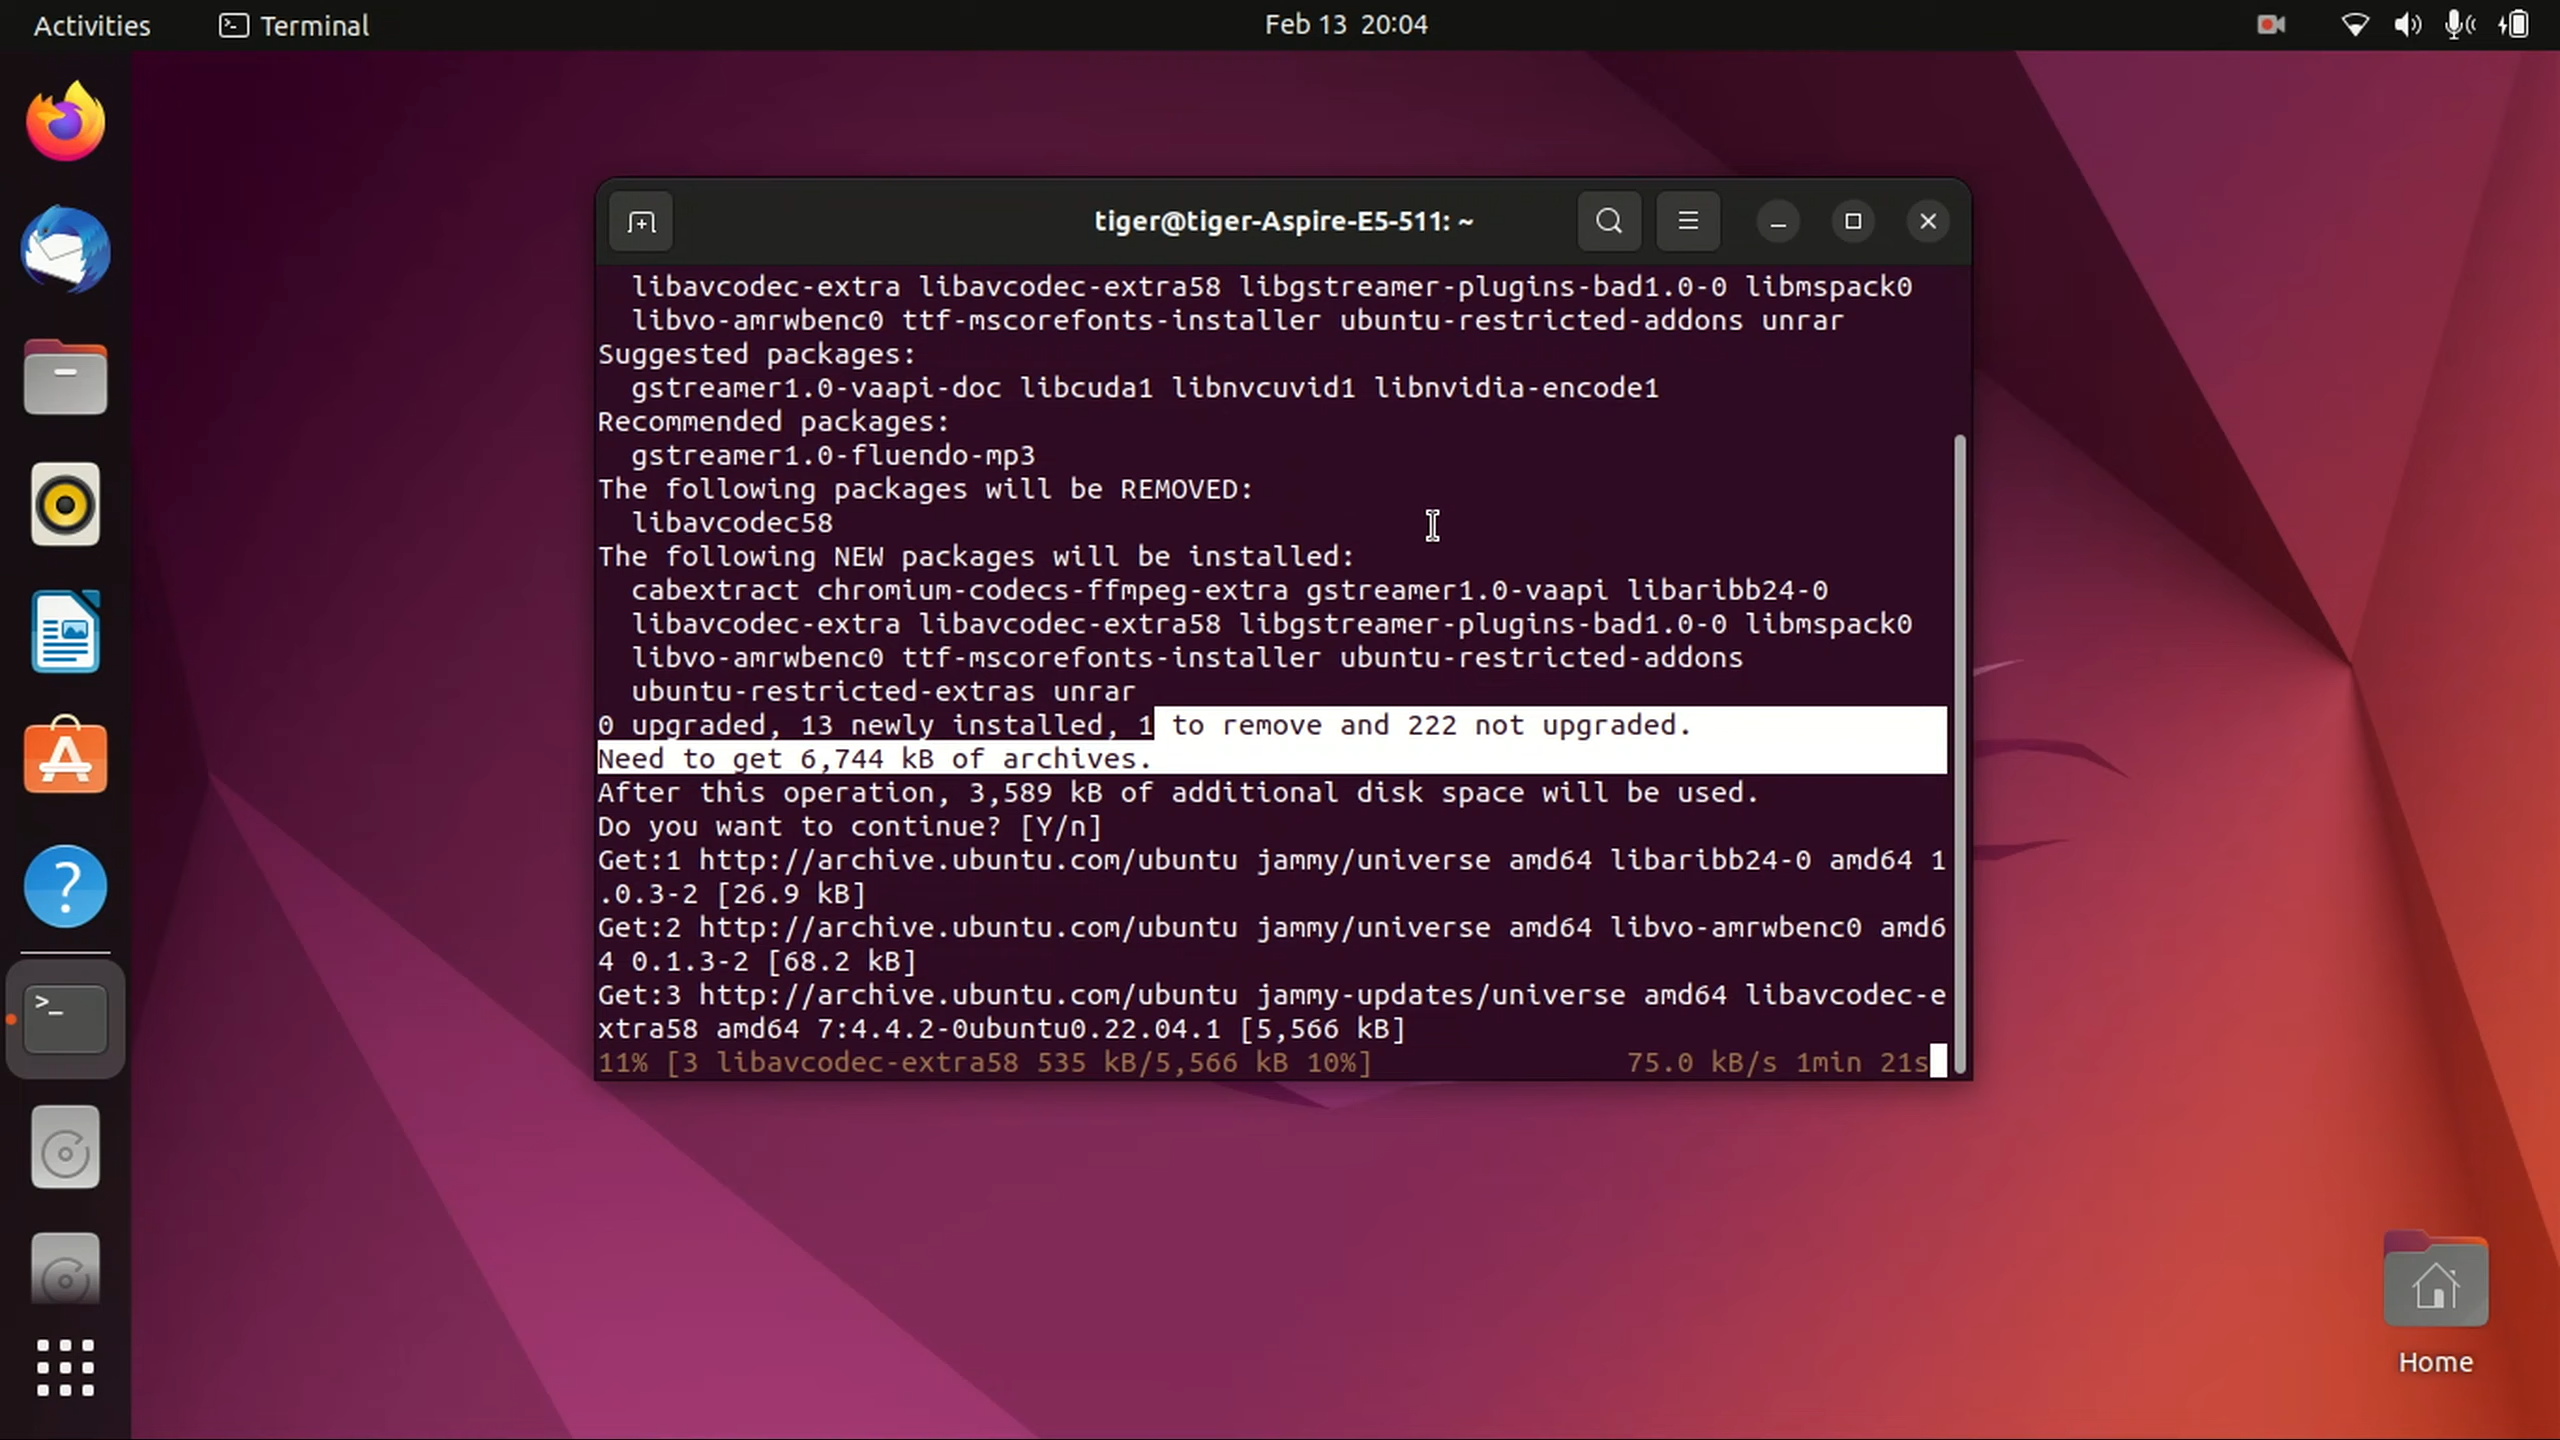 Activities Terminal Feb 13 20:04
tiger@tiger-Aspire-E5-511: ~
libavcodec-extra libavcodec-extra58 libgstreamer-plugins-bad1.0-0 libmspack0
libvo-amrwbenc0 ttf-mscorefonts-installer ubuntu-restricted-addons unrar
Suggested packages:
gstreamer1.0-vaapi-doc libcuda1 libnvcuvid1 libnvidia-encode1
Recommended packages:
gstreamer1.0-fluendo-mp3
The following packages will be REMOVED:
libavcodec58
The following NEW packages will be installed:
cabextract chromium-codecs-ffmpeg-extra gstreamer1.0-vaapi libaribb24-0
libavcodec-extra libavcodec-extra58 libgstreamer-plugins-bad1.0-0 libmspack0
libvo-amrwbenc0 ttf-mscorefonts-installer ubuntu-restricted-addons
ubuntu-restricted-extras unrar
0 upgraded, 13 newly installed, 1 to remove and 222 not upgraded.
Need to get 6,744 kB of archives.
After this operation, 3,589 kB of additional disk space will be used.
Do you want to continue? [Y/n]
Get:1 http://archive.ubuntu.com/ubuntu jammy/universe amd64 libaribb24-0 amd64 1
.0.3-2 [26.9 kB]
Get:2 http://archive.ubuntu.com/ubuntu jammy/universe amd64 libvo-amrwbenc0 amd6
4 0.1.3-2 [68.2 kB]
Get:3 http://archive.ubuntu.com/ubuntu jammy-updates/universe amd64 libavcodec-e
xtra58 amd64 7:4.4.2-0ubuntu0.22.04.1 [5,566 kB]
11% [3 libavcodec-extra58 535 kB/5,566 kB 10%] 75.0 kB/s 1min 21s
Home